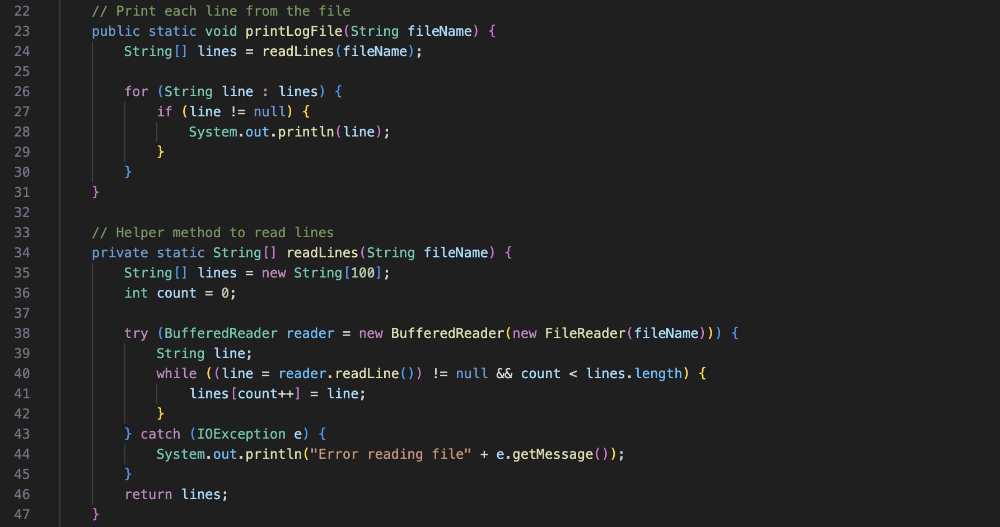 22 // Print each line from the file
23 public static void printLogFile(String fileName) {
24 String[] lines = readLines(fileName);
25
26 for (String line : lines) {
27 if (line != null) {
28 System.out.println(line);
29 }
30 }
31 }
32
33 // Helper method to read lines
34 private static String[] readLines(String fileName) {
35 String[] lines = new String[100];
36 int count = 0;
37
38 try (BufferedReader reader = new BufferedReader(new FileReader(fileName))) {
39 String line;
40 while ((line = reader.readLine()) != null && count < lines.length) {
41 lines[count++] = line;
42 }
43 } catch (IOException e) {
44 System.out.println("Error reading file" + e.getMessage());
45 }
46 return lines;
47 }